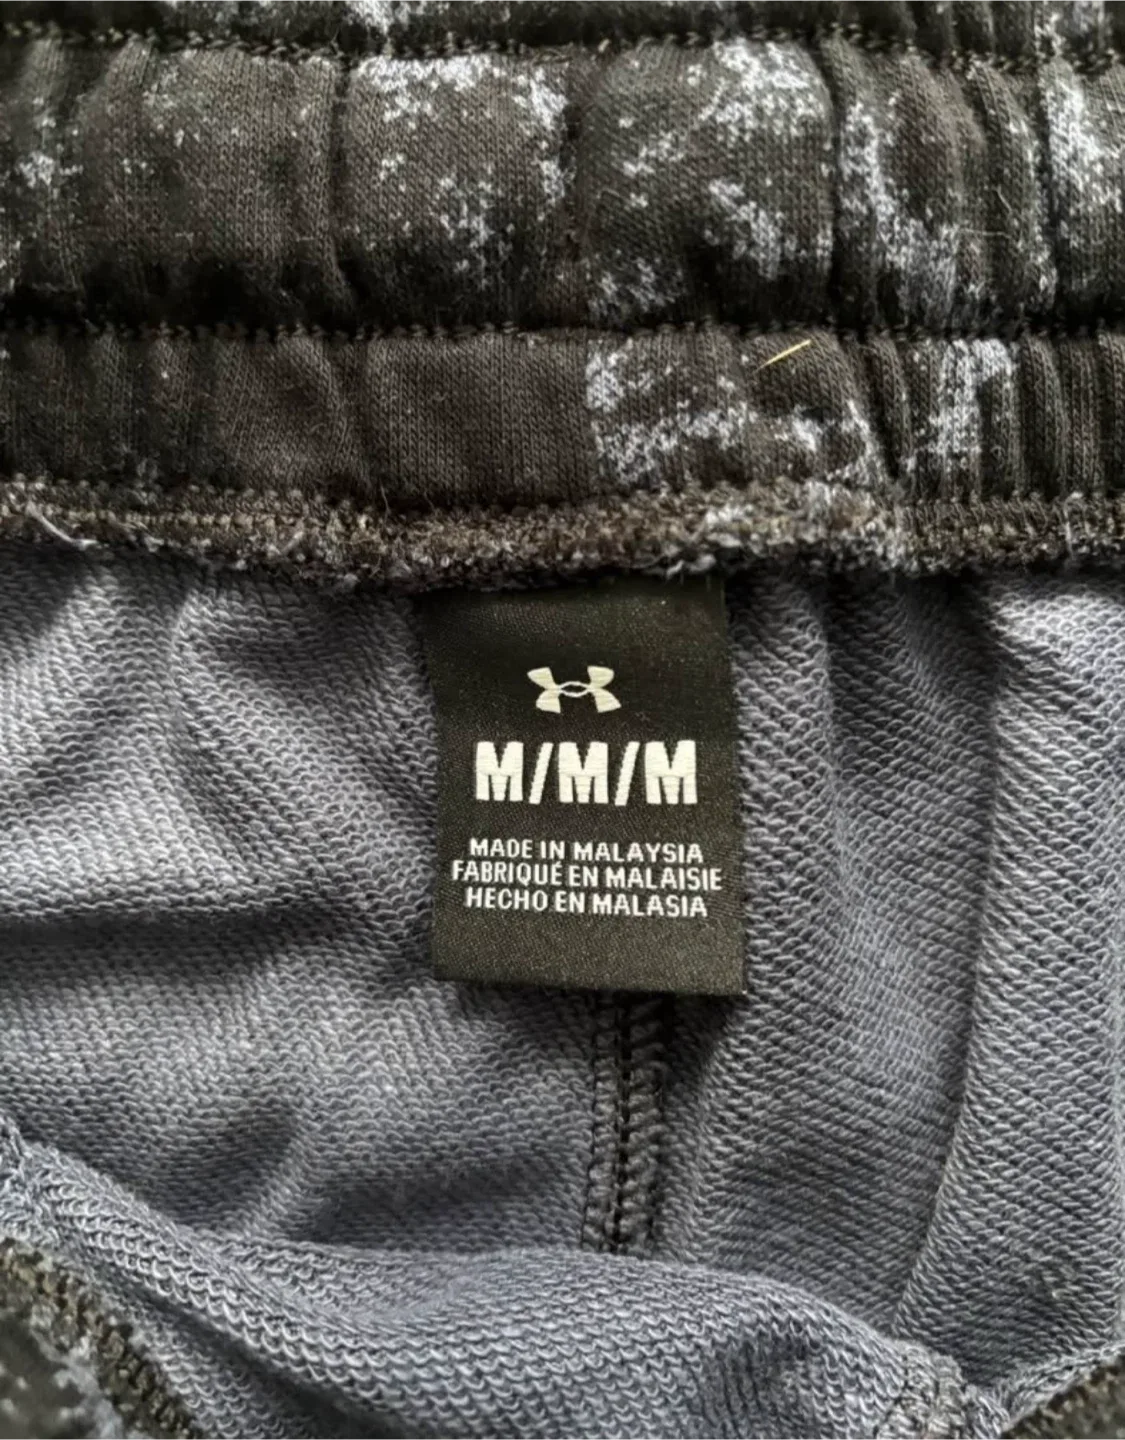 M/M/M
MADE IN MALAYSIA
FABRIQUÉ EN MALAISIE
HECHO EN MALASIA